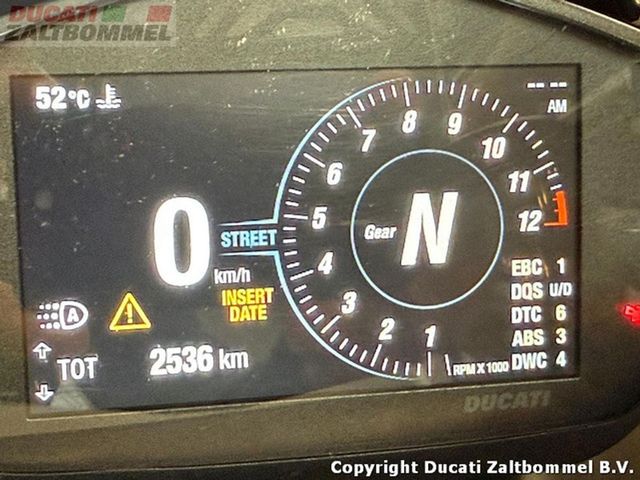 DUCATI
ZALTBOMMEL
52°C
-- --
AM
7 8 9 10 11 12
6
5
4
3
2
1
0
km/h
STREET
Gear
N
INSERT
DATE
EBC 1
DQS U/D
DTC 6
ABS 3
DWC 4
A
TOT 2536 km
RPM X 1000
DUCATI
Copyright Ducati Zaltbommel B.V.